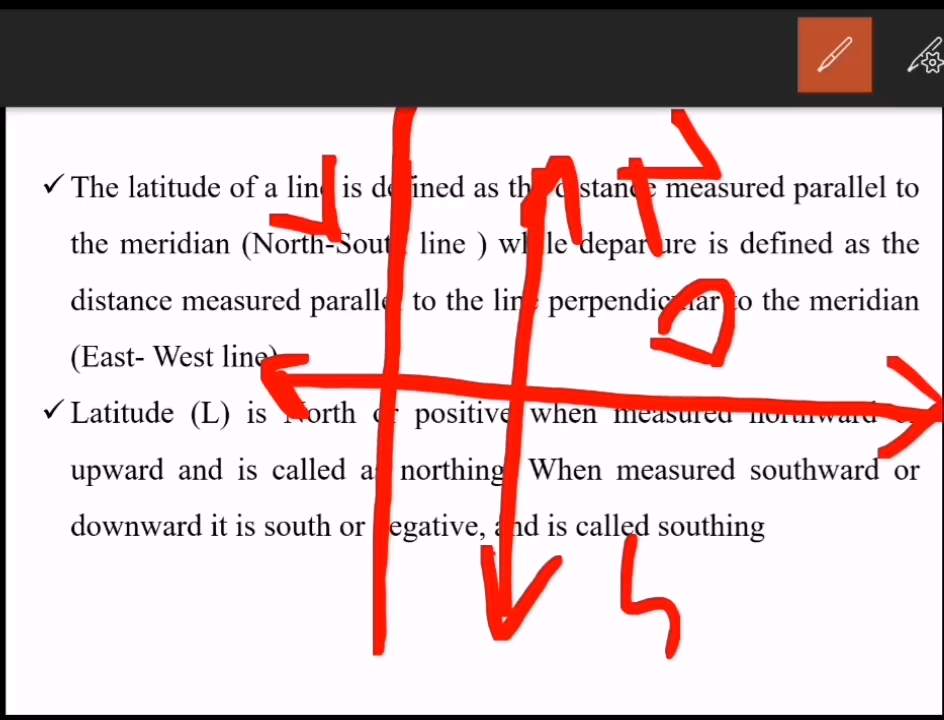 ✓ The latitude of a line is defined as the distance measured parallel to
the meridian (North-South line ) while departure is defined as the
distance measured parallel to the line perpendicular to the meridian
(East- West line)
✓ Latitude (L) is North or positive when measured northward or
upward and is called as northing. When measured southward or
downward it is south or negative, and is called southing
N
D
S